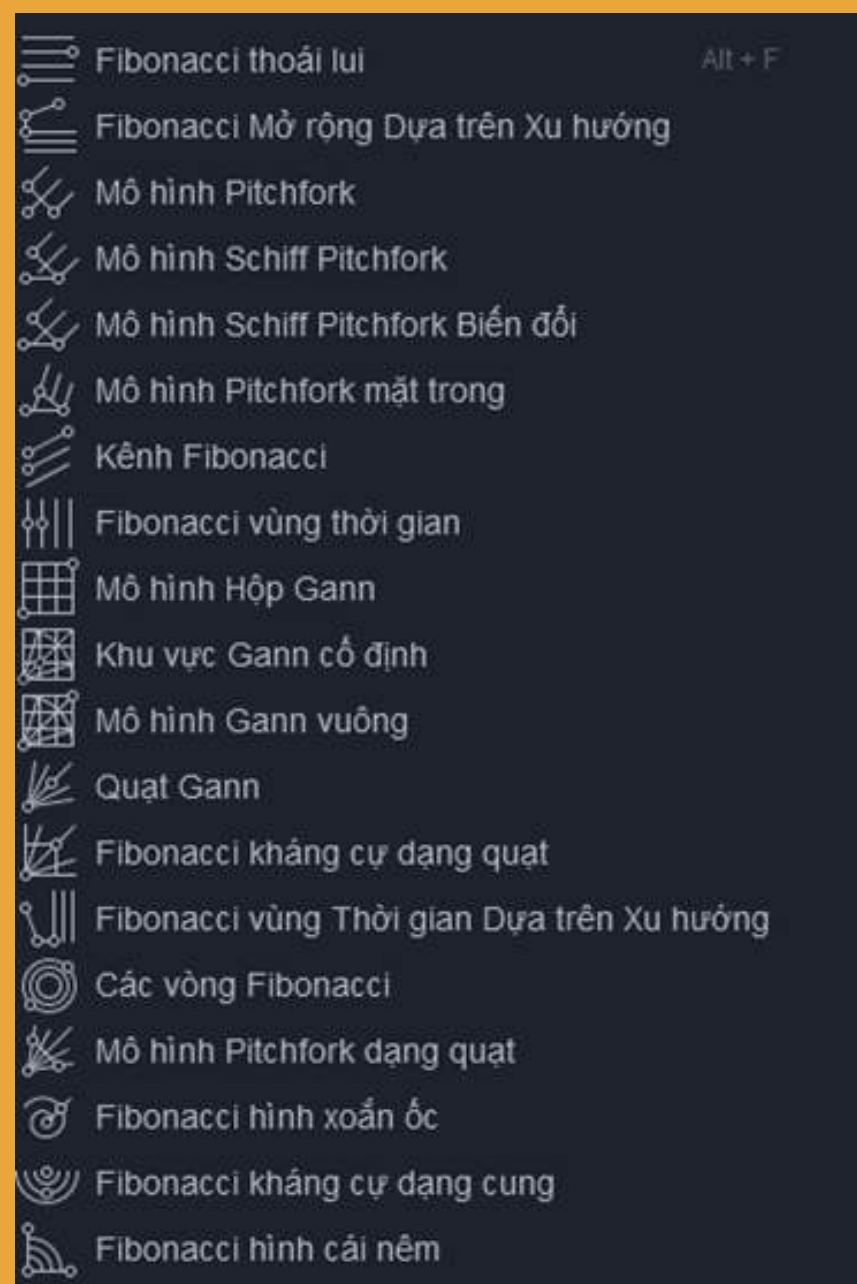 Fibonacci thoái lui Alt + F
Fibonacci Mở rộng Dựa trên Xu hướng
Mô hình Pitchfork
Mô hình Schiff Pitchfork
Mô hình Schiff Pitchfork Biến đổi
Mô hình Pitchfork mặt trong
Kênh Fibonacci
Fibonacci vùng thời gian
Mô hình Hộp Gann
Khu vực Gann cố định
Mô hình Gann vuông
Quạt Gann
Fibonacci kháng cự dạng quạt
Fibonacci vùng Thời gian Dựa trên Xu hướng
Các vòng Fibonacci
Mô hình Pitchfork dạng quạt
Fibonacci hình xoắn ốc
Fibonacci kháng cự dạng cung
Fibonacci hình cái nêm